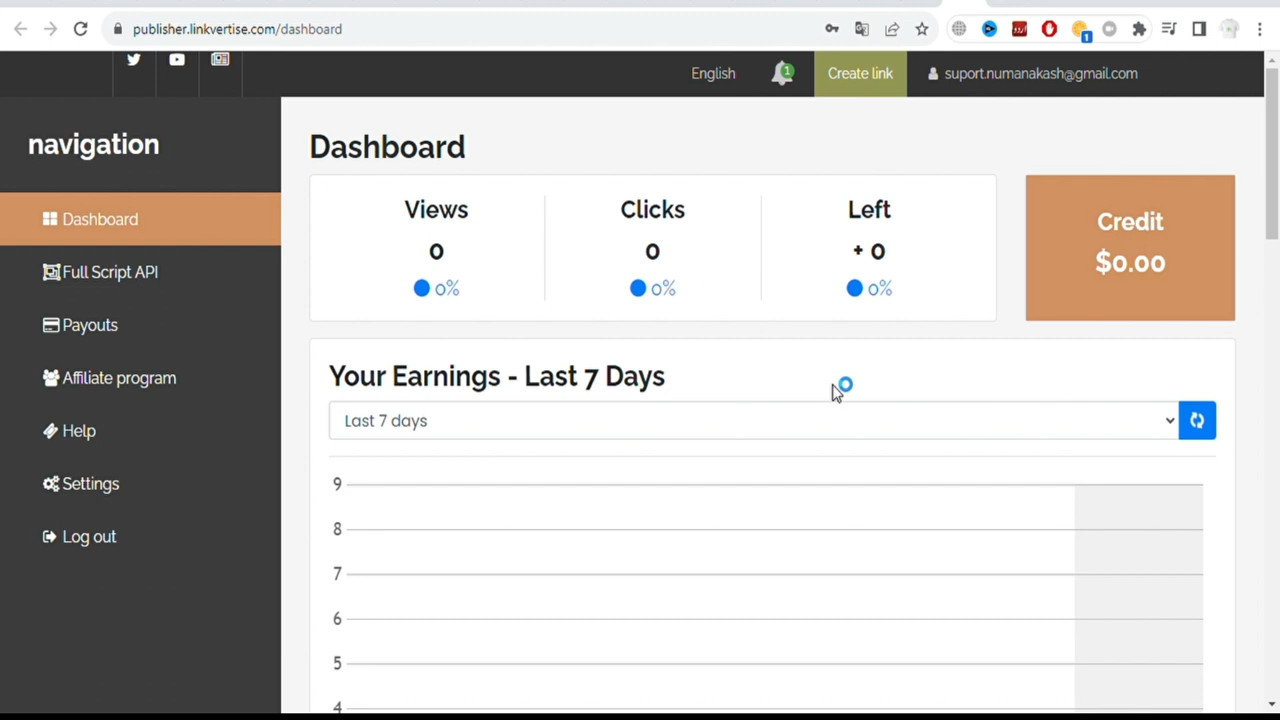 publisher.linkvertise.com/dashboard
1
English
1
Create link
suport.numanakash@gmail.com
navigation
Dashboard
Full Script API
Payouts
Affiliate program
Help
Settings
Log out
Dashboard
Views
0
0%
Clicks
0
0%
Left
+ 0
0%
Credit
$0.00
Your Earnings - Last 7 Days
Last 7 days
9
8
7
6
5
4